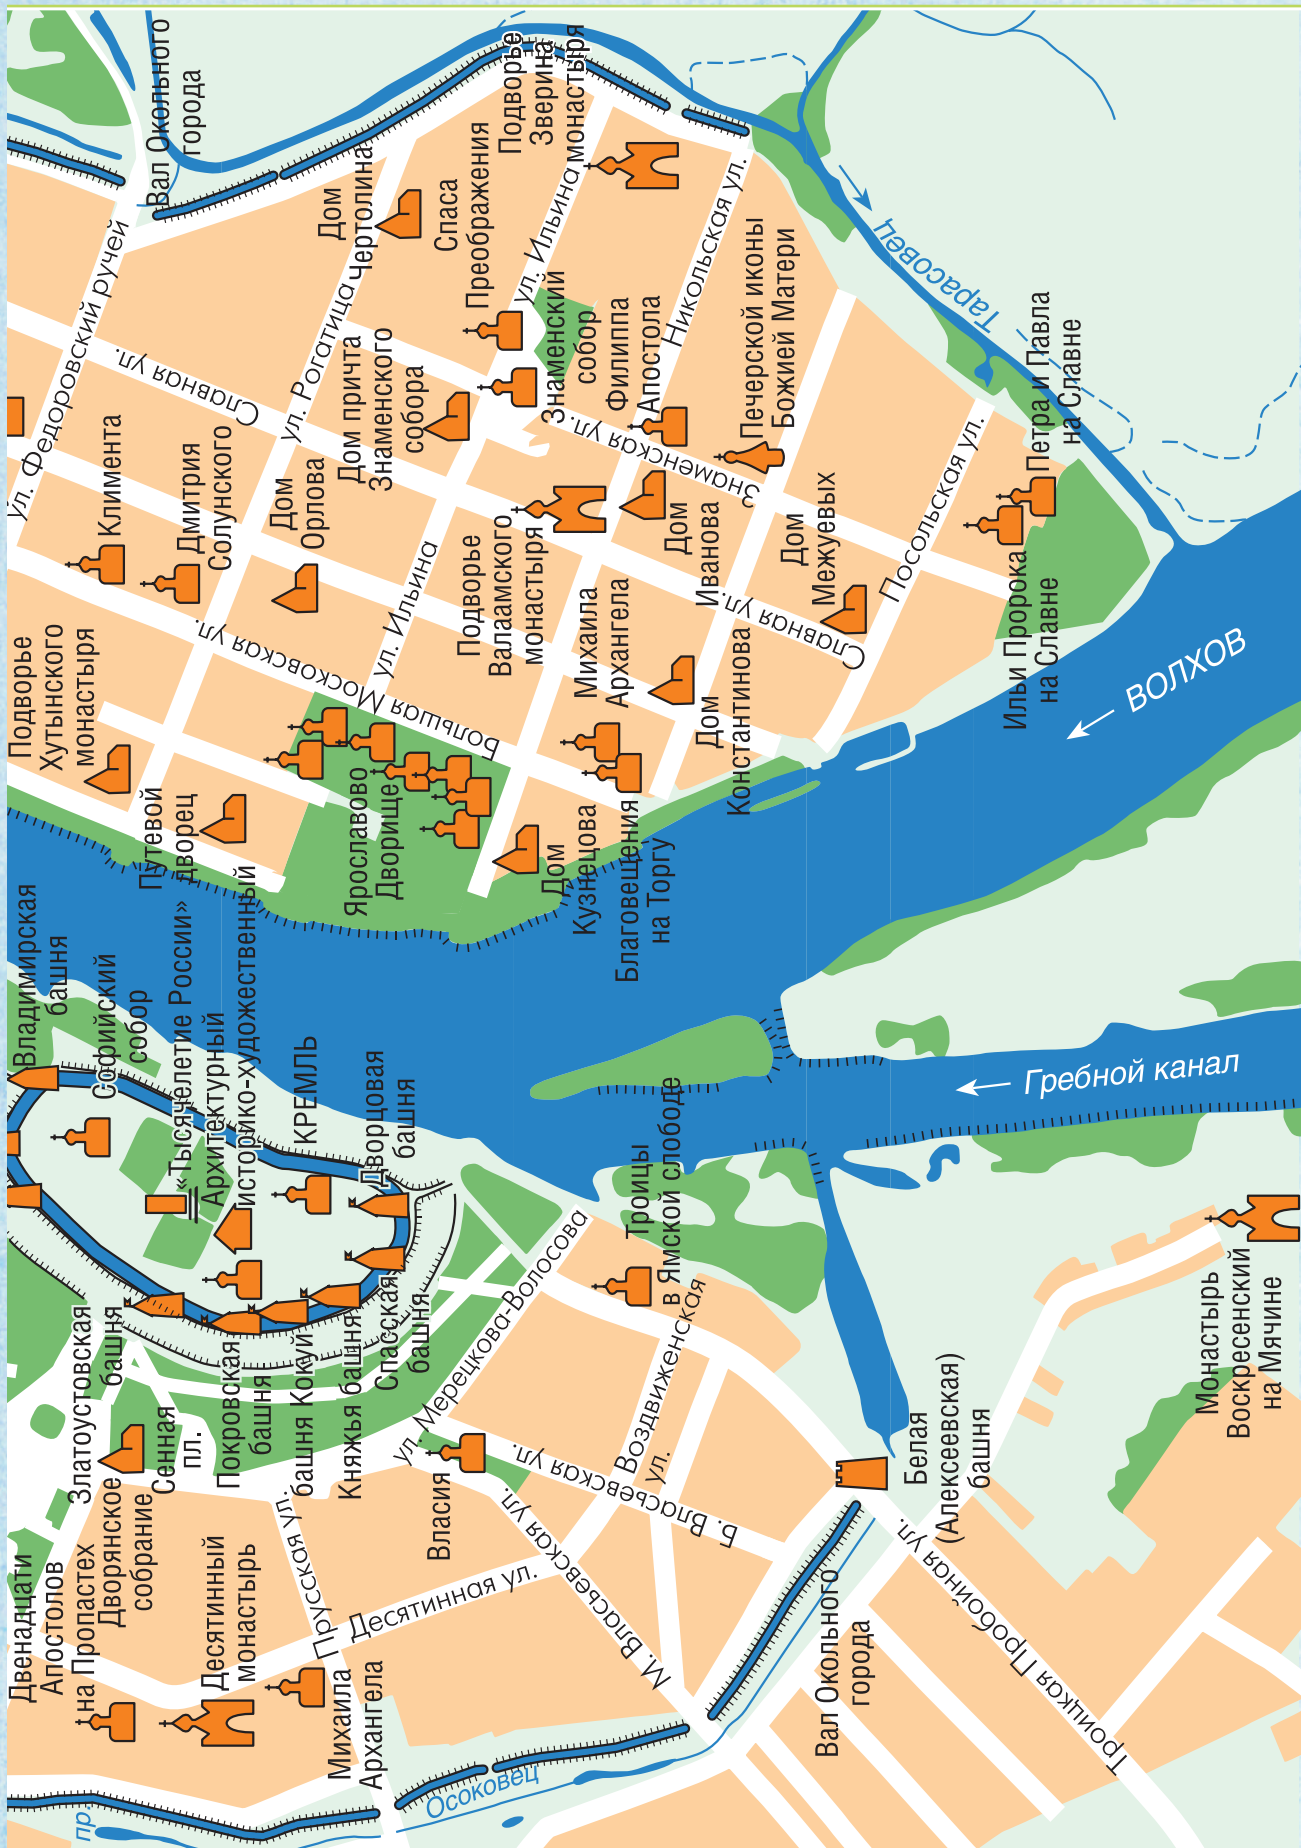 Вал Окольного
города
Подворье
Зверина
монастыря
ул. Федоровский ручей
Славная ул.
ул. Рогатица
Дом
Чертолина
Спаса
Преображения
ул. Ильина
Никольская ул.
Знаменский
собор
Филиппа
Апостола
Печерской иконы
Божией Матери
Тарасовец
Петра и Павла
на Славне
Климента
Дмитрия
Солунского
Дом
Орлова
Дом причта
Знаменского
собора
Знаменская ул.
Подворье
Валаамского
монастыря
Дом
Иванова
Дом
Межуевых
Посольская ул.
Ильи Пророка
на Славне
Подворье
Хутынского
монастыря
Большая Московская ул.
ул. Ильина
Михаила
Архангела
Славная ул.
Дом
Константинова
ВОЛХОВ
Путевой
дворец
Ярославово
Дворище
Дом
Кузнецова
Благовещения
на Торгу
Владимирская
башня
Софийский
собор
«Тысячелетие России»
Архитектурный
историко-художественный
КРЕМЛЬ
Дворцовая
башня
Троицы
в Ямской слободе
Гребной канал
Златоустовская
башня
Сенная
пл.
Покровская
башня
башня Кокуй
Княжья башня
Спасская
башня
ул. Мерецкова-Волосова
Воздвиженская
ул.
Белая
(Алексеевская)
башня
Монастырь
Воскресенский
на Мячине
Двенадцати
Апостолов
на Пропастех
Дворянское
собрание
Десятинный
монастырь
Прусская ул.
Десятинная ул.
Власия
Б. Власьевская ул.
М. Власьевская ул.
Михаила
Архангела
Вал Окольного
города
Троицкая Пробойная ул.
Осоковец
пр.